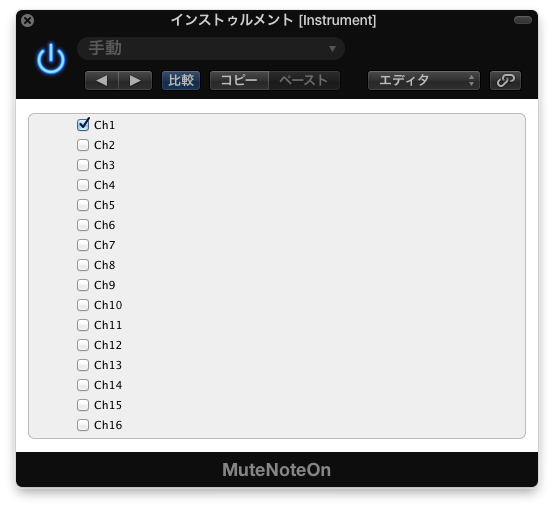 インストゥルメント [Instrument]
手動
比較 コピー ペースト エディタ
Ch1
Ch2
Ch3
Ch4
Ch5
Ch6
Ch7
Ch8
Ch9
Ch10
Ch11
Ch12
Ch13
Ch14
Ch15
Ch16
MuteNoteOn